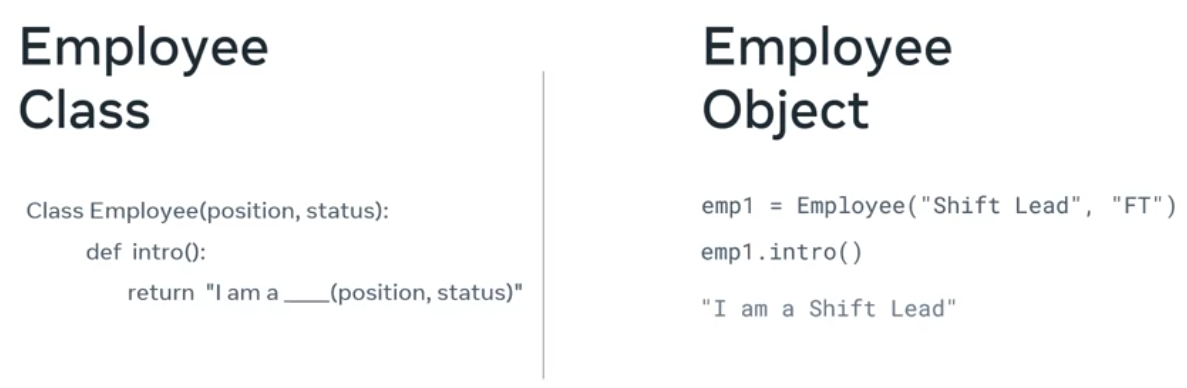 Employee
Class
Class Employee(position, status):
def intro():
return "I am a ____(position, status)"
Employee
Object
emp1 = Employee("Shift Lead", "FT")
emp1.intro()
"I am a Shift Lead"